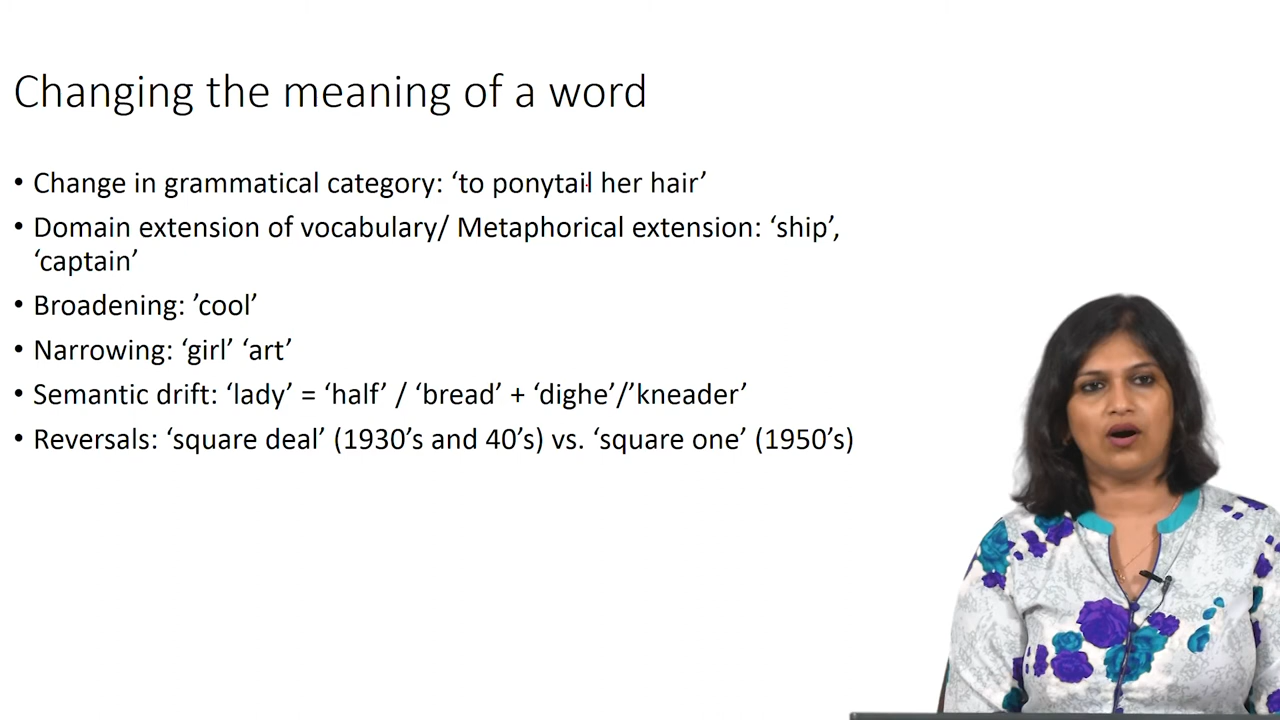 Changing the meaning of a word
• Change in grammatical category: ‘to ponytail her hair’
• Domain extension of vocabulary/ Metaphorical extension: ‘ship’,
‘captain’
• Broadening: ’cool’
• Narrowing: ‘girl’ ‘art’
• Semantic drift: ‘lady’ = ‘half’ / ‘bread’ + ‘dighe’/’kneader’
• Reversals: ‘square deal’ (1930’s and 40’s) vs. ‘square one’ (1950’s)